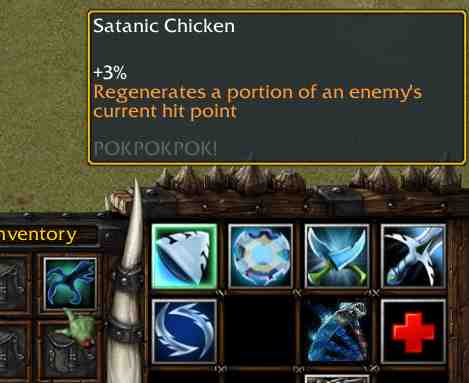 Satanic Chicken
+3%
Regenerates a portion of an enemy's
current hit point
POKPOKPOK!
nventory